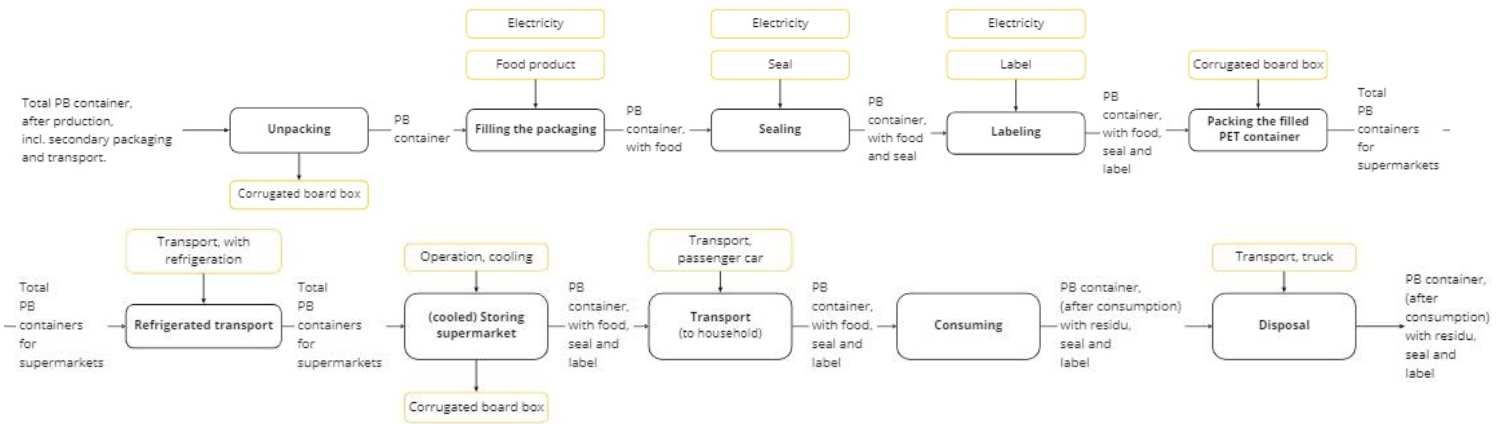 Electricity
Electricity
Electricity
Food product
Seal
Label
Corrugated board box
Total PB container,
after prduction,
incl. secondary packaging
and transport.
Unpacking
PB
container
Filling the packaging
PB
container,
with food
Sealing
PB
container,
with food
and seal
Labeling
PB
container,
with food,
seal and
label
Packing the filled
PET container
Total
PB
containers
for
supermarkets
Corrugated board box
Transport, with
refrigeration
Operation, cooling
Transport,
passenger car
Transport, truck
Total
PB
containers
for
supermarkets
Refrigerated transport
Total
PB
containers
for
supermarkets
(cooled) Storing
supermarket
PB
container,
with food,
seal and
label
Transport
(to household)
PB
container,
with food,
seal and
label
Consuming
PB container,
(after consumption)
with residu,
seal and
label
Disposal
PB container,
(after
consumption)
with residu,
seal and
label
Corrugated board box